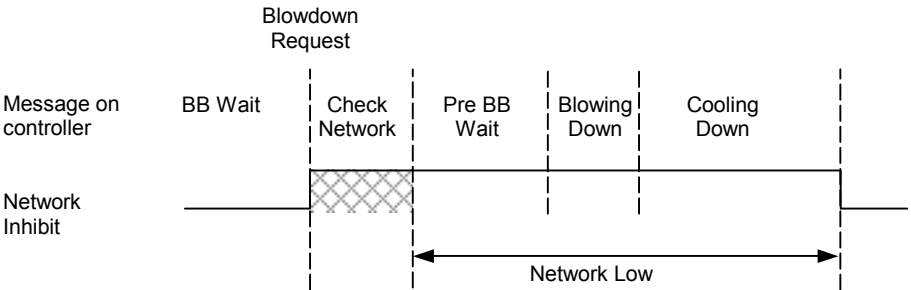 Blowdown
Request
Message on
controller
BB Wait
Check
Network
Pre BB
Wait
Blowing
Down
Cooling
Down
Network
Inhibit
Network Low